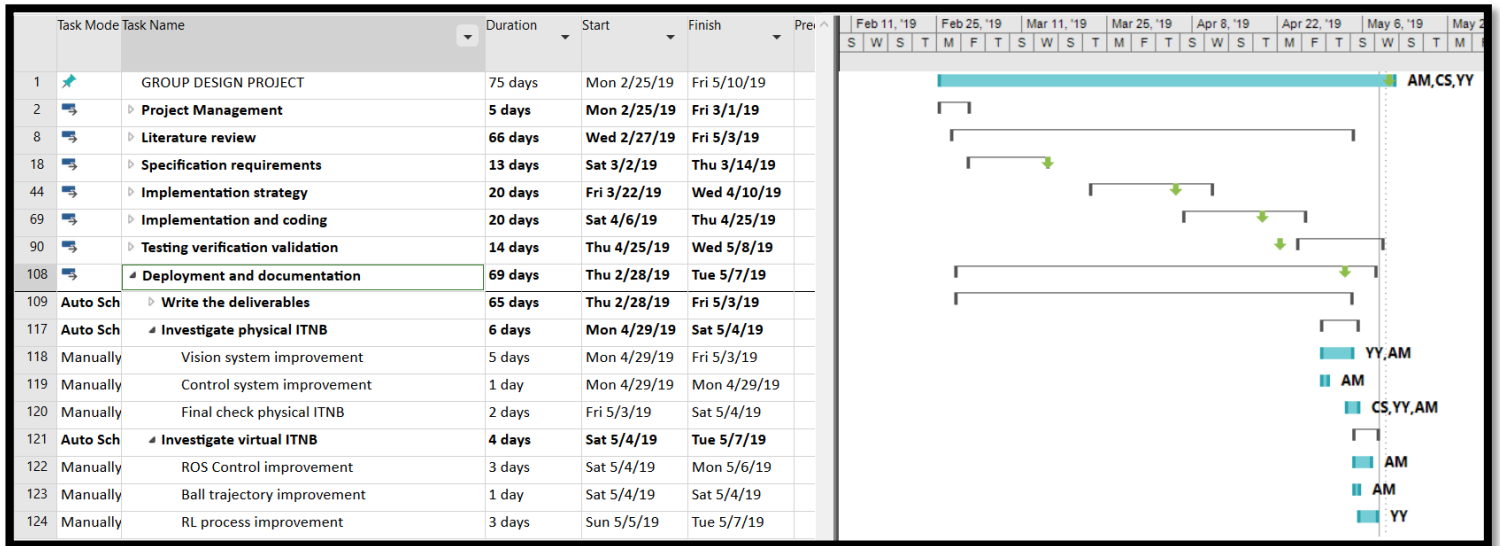 Task Mode Task Name Duration Start Finish Pre Feb 11, '19 Feb 25, '19 Mar 11, '19 Mar 25, '19 Apr 8, '19 Apr 22, '19 May 6, '19 May 2
S W S T M F T S W S T M F T S W S T M F T S W S T M
1 GROUP DESIGN PROJECT 75 days Mon 2/25/19 Fri 5/10/19 AM,CS,YY
2 Project Management 5 days Mon 2/25/19 Fri 3/1/19
8 Literature review 66 days Wed 2/27/19 Fri 5/3/19
18 Specification requirements 13 days Sat 3/2/19 Thu 3/14/19
44 Implementation strategy 20 days Fri 3/22/19 Wed 4/10/19
69 Implementation and coding 20 days Sat 4/6/19 Thu 4/25/19
90 Testing verification validation 14 days Thu 4/25/19 Wed 5/8/19
108 Deployment and documentation 69 days Thu 2/28/19 Tue 5/7/19
109 Auto Sch Write the deliverables 65 days Thu 2/28/19 Fri 5/3/19
117 Auto Sch Investigate physical ITNB 6 days Mon 4/29/19 Sat 5/4/19
118 Manually Vision system improvement 5 days Mon 4/29/19 Fri 5/3/19 YY,AM
119 Manually Control system improvement 1 day Mon 4/29/19 Mon 4/29/19 AM
120 Manually Final check physical ITNB 2 days Fri 5/3/19 Sat 5/4/19 CS,YY,AM
121 Auto Sch Investigate virtual ITNB 4 days Sat 5/4/19 Tue 5/7/19
122 Manually ROS Control improvement 3 days Sat 5/4/19 Mon 5/6/19 AM
123 Manually Ball trajectory improvement 1 day Sat 5/4/19 Sat 5/4/19 AM
124 Manually RL process improvement 3 days Sun 5/5/19 Tue 5/7/19 YY